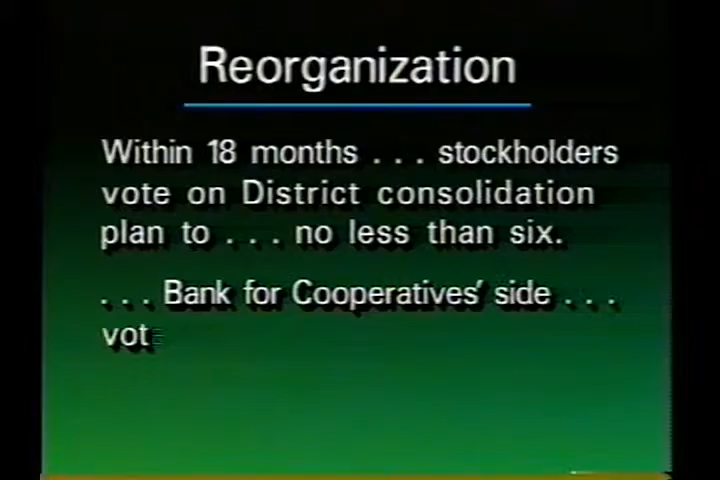 Reorganization
Within 18 months . . . stockholders
vote on District consolidation
plan to . . . no less than six.
. . . Bank for Cooperatives' side . . .
vote